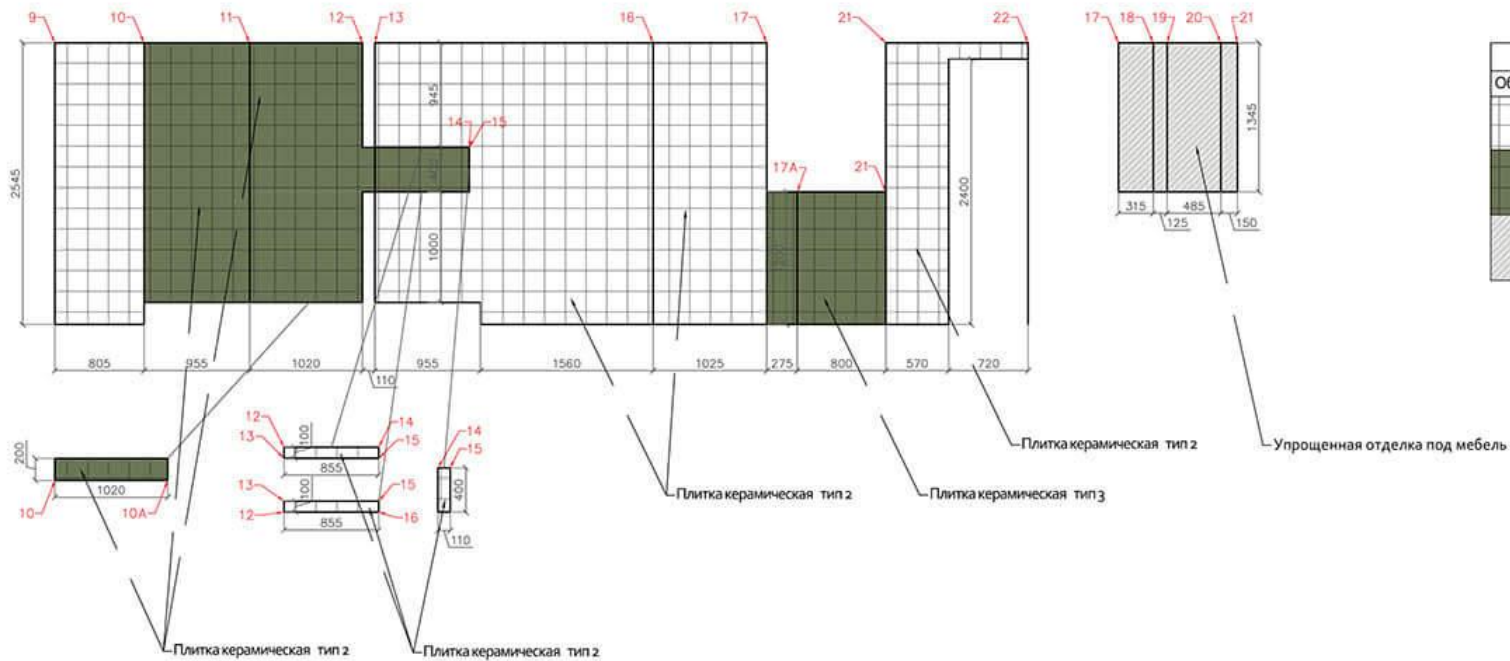 9 10 11 12 13 16 17 21 22 17 18 19 20 21
Об
945
14 15
2545
1345
17А 21
2400
1000
315 485
125 150
805 955 1020 955 1560 1025 275 800 570 720
110
12 100 14
13 15
855
14
15
200
1020
10 10А
13 100 15
12 16
855
400
110
Плитка керамическая тип 2
Упрощенная отделка под мебель
Плитка керамическая тип 2
Плитка керамическая тип 3
Плитка керамическая тип 2
Плитка керамическая тип 2